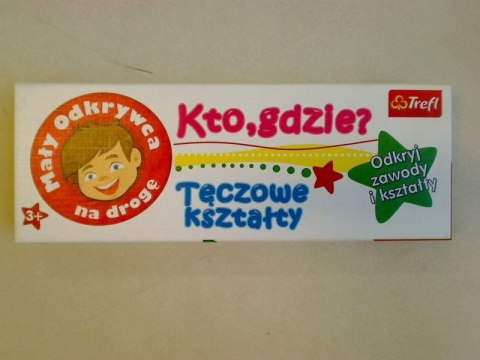 Mały Odkrywca
na drogę
3+
Kto, gdzie?
Tęczowe
kształty
Trefl
Odkryj
zawody
i kształty